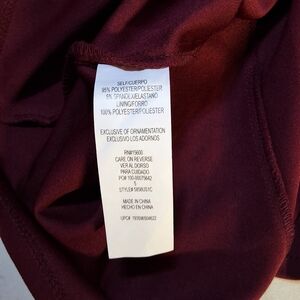 SELF/CUERPO
95% POLYESTER/POLIESTER
5% SPANDEX/ELASTANO
LINING/FORRO
100% POLYESTER/POLIESTER
EXCLUSIVE OF ORNAMENTATION
EXCLUSIVO LOS ADORNOS
CARE ON REVERSE
VER AL DORSO
PARA CUIDADO
MADE IN CHINA
HECHO EN CHINA